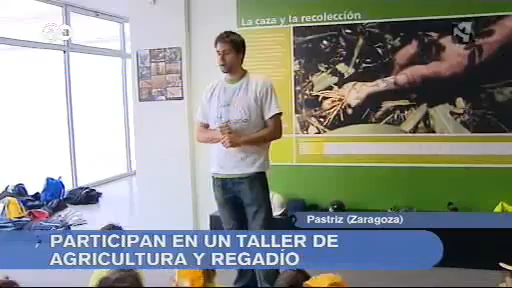 La caza y la recolección
Pastriz (Zaragoza)
PARTICIPAN EN UN TALLER DE
AGRICULTURA Y REGADÍO